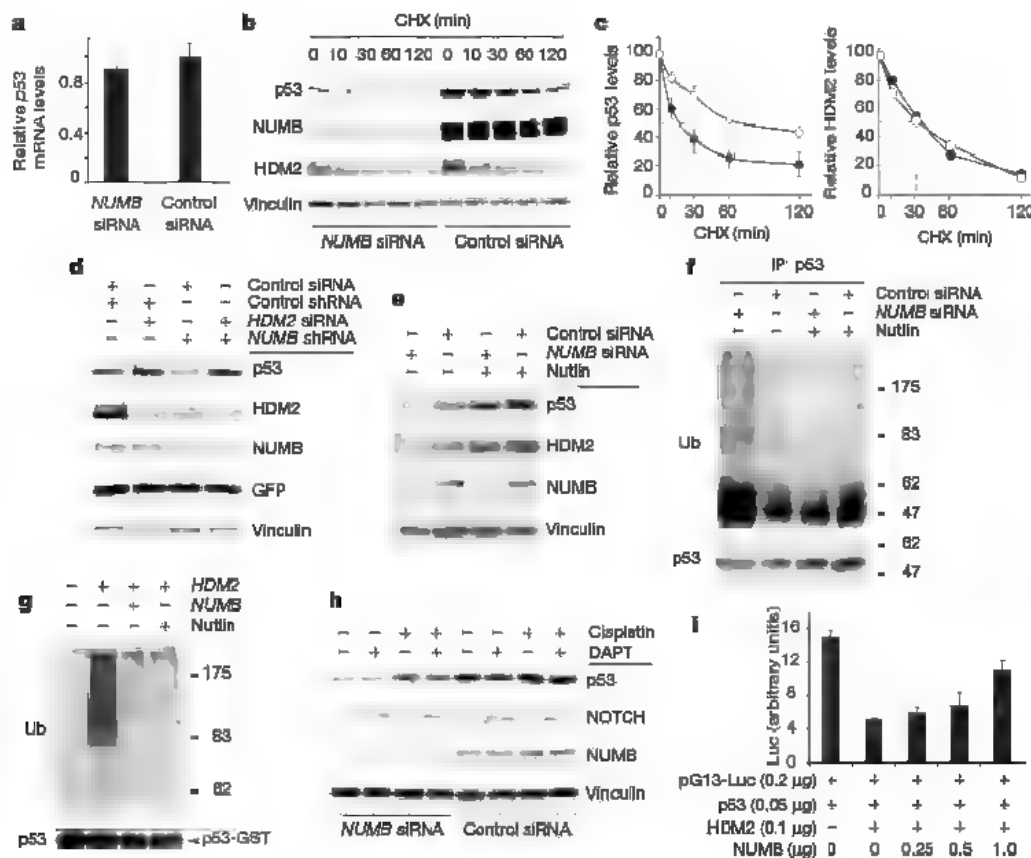 a
Relative p53 mRNA levels
0.8
0.4
0
NUMB siRNA
Control siRNA
b
CHX (min)
0 10 30 60 120 0 10 30 60 120
p53
NUMB
HDM2
Vinculin
NUMB siRNA Control siRNA
c
Relative p53 levels
100
80
60
40
20
0
0 30 60 120
CHX (min)
Relative HDM2 levels
100
80
60
40
20
0
0 30 60 120
CHX (min)
d
+ − + − Control siRNA
+ + − − Control shRNA
− + − + HDM2 siRNA
− − + + NUMB shRNA
p53
HDM2
NUMB
GFP
Vinculin
e
− + − + Control siRNA
+ − + − NUMB siRNA
− − + + Nutlin
p53
HDM2
NUMB
Vinculin
f
IP: p53
− + − + Control siRNA
+ − + − NUMB siRNA
− − + + Nutlin
Ub
175
83
62
47
p53
62
47
g
− + + + HDM2
− − + − NUMB
− − − + Nutlin
Ub
175
83
62
p53
p53-GST
h
− − + + − − + + Cisplatin
− + − + − + − + DAPT
p53
NOTCH
NUMB
Vinculin
NUMB siRNA Control siRNA
i
Luc (arbitrary units)
16
12
8
4
0
pG13-Luc (0.2 µg) + + + + +
p53 (0.05 µg) + + + + +
HDM2 (0.1 µg) − + + + +
NUMB (µg) 0 0 0.25 0.5 1.0